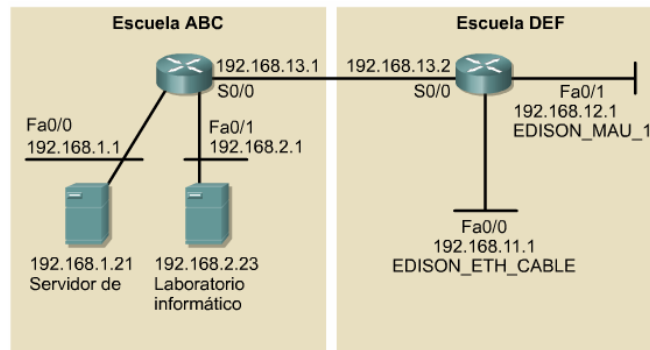 Escuela ABC
192.168.13.1
S0/0
Fa0/0
192.168.1.1
Fa0/1
192.168.2.1
192.168.1.21
Servidor de
192.168.2.23
Laboratorio
informático
Escuela DEF
192.168.13.2
S0/0
Fa0/1
192.168.12.1
EDISON_MAU_1
Fa0/0
192.168.11.1
EDISON_ETH_CABLE